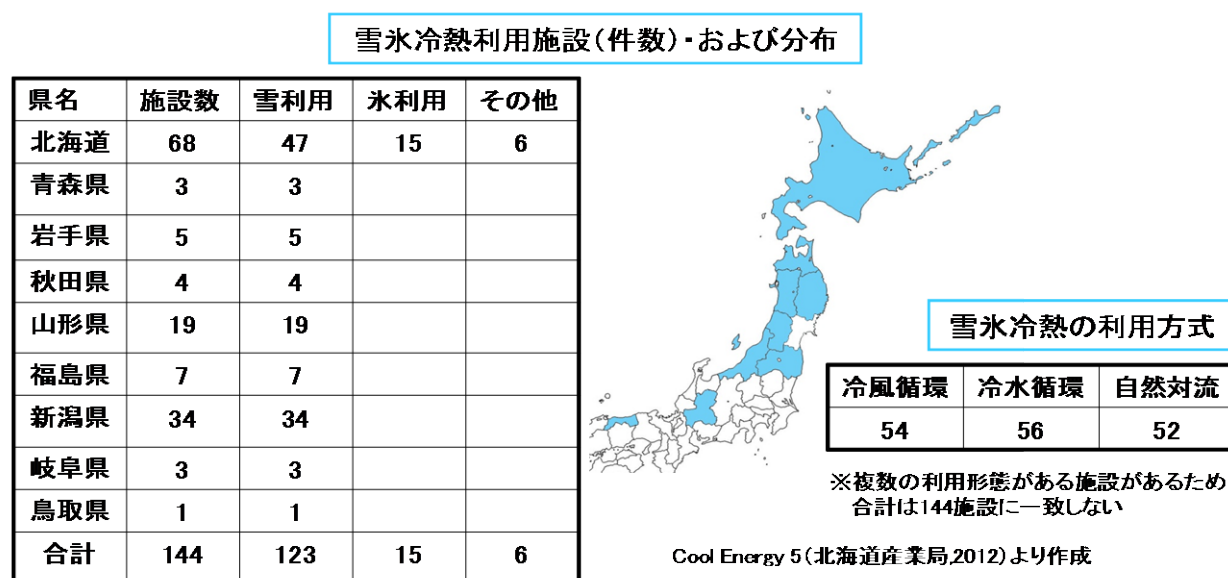 雪氷冷熱利用施設(件数)・および分布
県名 施設数 雪利用 氷利用 その他
北海道 68 47 15 6
青森県 3 3
岩手県 5 5
秋田県 4 4
山形県 19 19
福島県 7 7
新潟県 34 34
岐阜県 3 3
鳥取県 1 1
合計 144 123 15 6
雪氷冷熱の利用方式
冷風循環 冷水循環 自然対流
54 56 52
※複数の利用形態がある施設があるため
合計は144施設に一致しない
Cool Energy 5(北海道産業局,2012)より作成